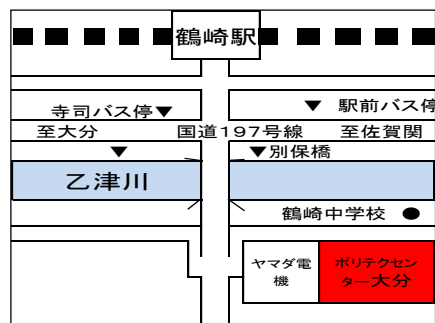 鶴崎駅
寺司バス停▼
▼ 駅前バス停
至大分 国道197号線 至佐賀関
▼ ▼別保橋
乙津川
鶴崎中学校 ●
ヤマダ電
機
ポリテクセン
ター大分